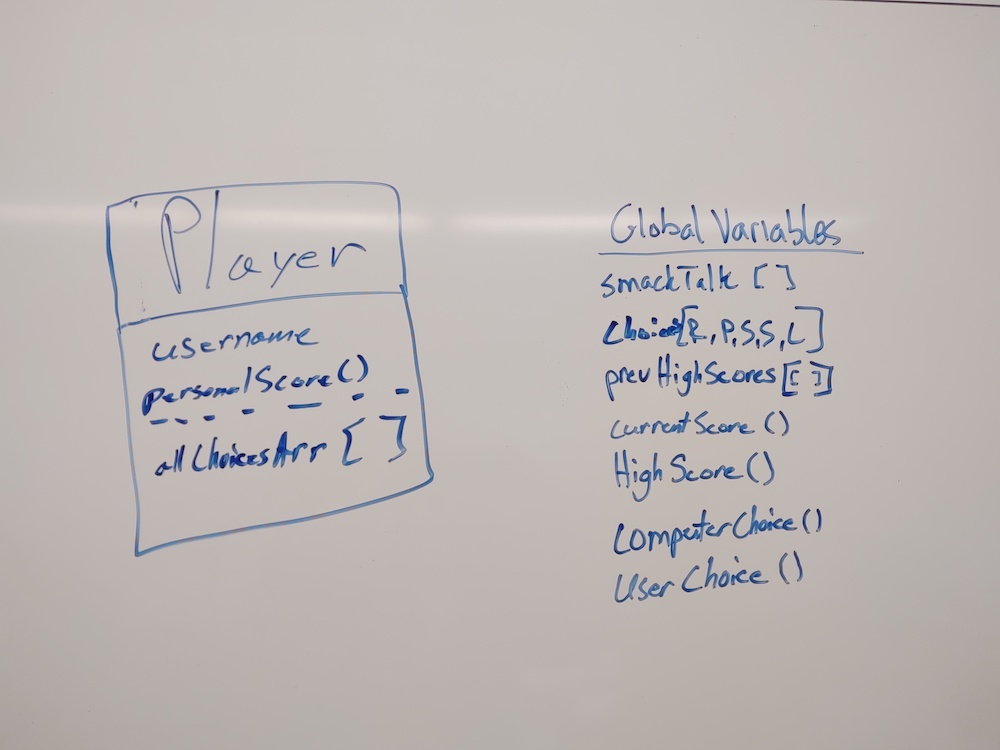 Player
username
personalScore()
allChoicesArr [ ]
Global Variables
smackTalk [ ]
Choices[R, P, S, S, L]
prevHighScores [[ ]]
currentScore ()
High Score ()
ComputerChoice ()
User Choice ()